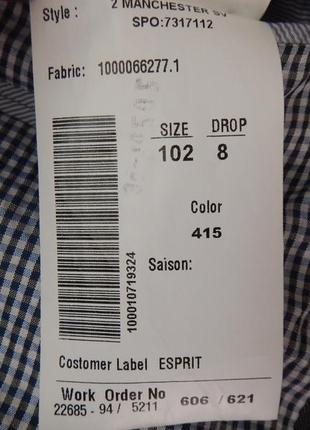 Style : 2 MANCHESTER
SPO:7317112
Fabric: 1000066277.1
SIZE DROP
102 8
Color
415
Saison:
100010719324
Costomer Label ESPRIT
Work Order No
22685 - 94 / 5211 606 / 621